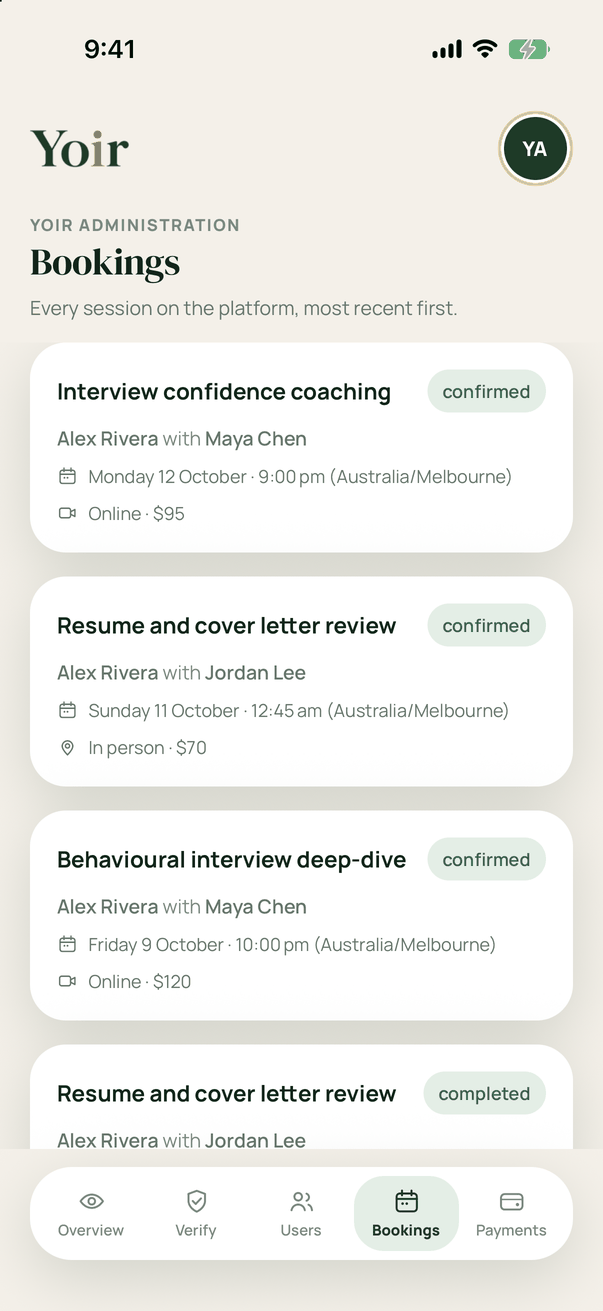 9:41
Yoir
YA
YOIR ADMINISTRATION
Bookings
Every session on the platform, most recent first.
Interview confidence coaching
confirmed
Alex Rivera with Maya Chen
Monday 12 October · 9:00 pm (Australia/Melbourne)
Online · $95
Resume and cover letter review
confirmed
Alex Rivera with Jordan Lee
Sunday 11 October · 12:45 am (Australia/Melbourne)
In person · $70
Behavioural interview deep-dive
confirmed
Alex Rivera with Maya Chen
Friday 9 October · 10:00 pm (Australia/Melbourne)
Online · $120
Resume and cover letter review
completed
Alex Rivera with Jordan Lee
Overview
Verify
Users
Bookings
Payments